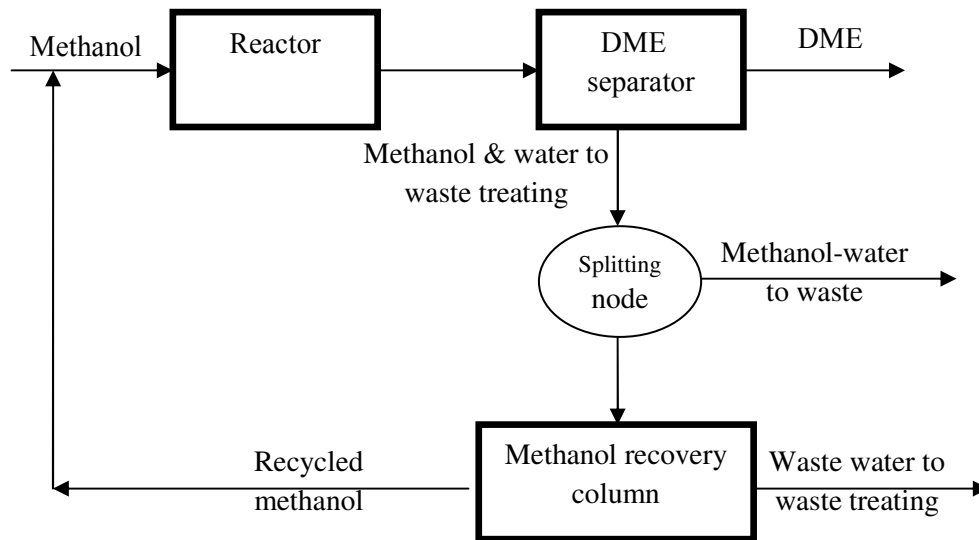 Methanol
Reactor
DME
separator
DME
Methanol & water to
waste treating
Splitting
node
Methanol-water
to waste
Recycled
methanol
Methanol recovery
column
Waste water to
waste treating